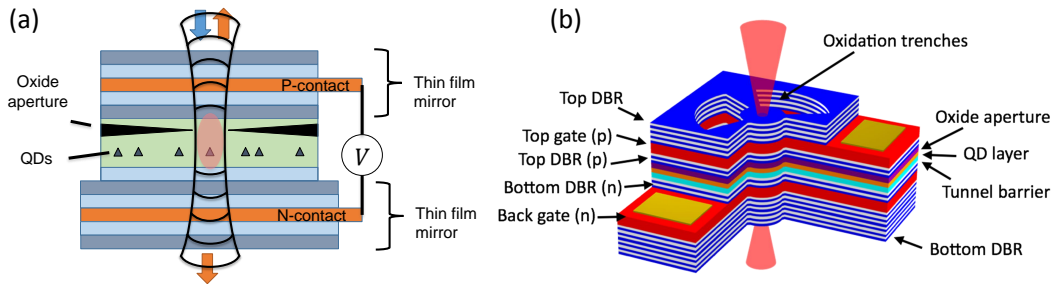 (a)
Oxide
aperture
QDs
P-contact
Thin film
mirror
V
N-contact
Thin film
mirror
(b)
Oxidation trenches
Top DBR
Top gate (p)
Top DBR (p)
Bottom DBR (n)
Back gate (n)
Oxide aperture
QD layer
Tunnel barrier
Bottom DBR